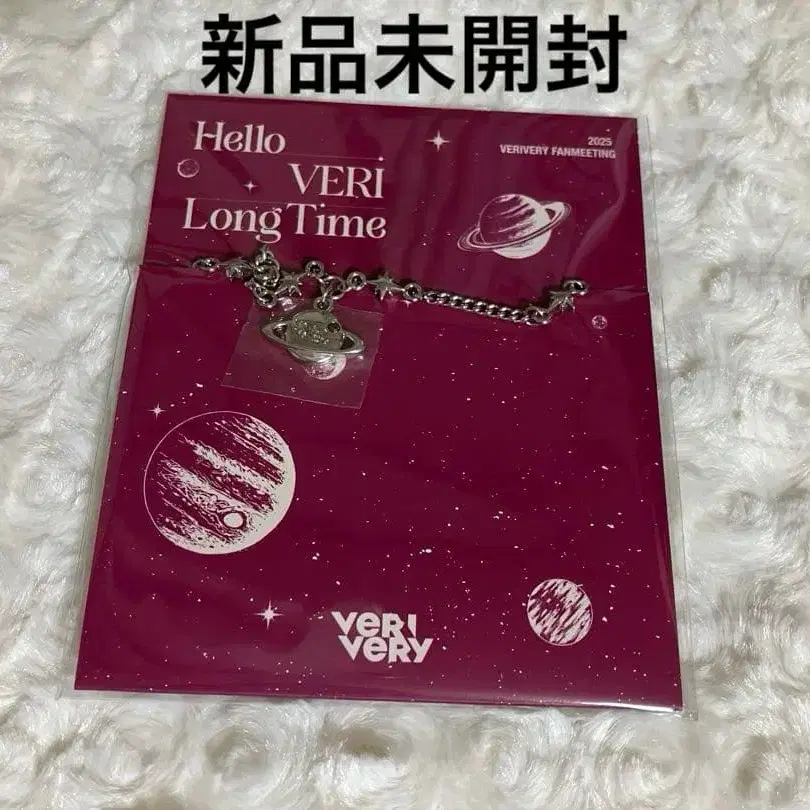 新品未開封
Hello
VERI
Long Time
2025
VERIVERY FANMEETING
VERI
VERY